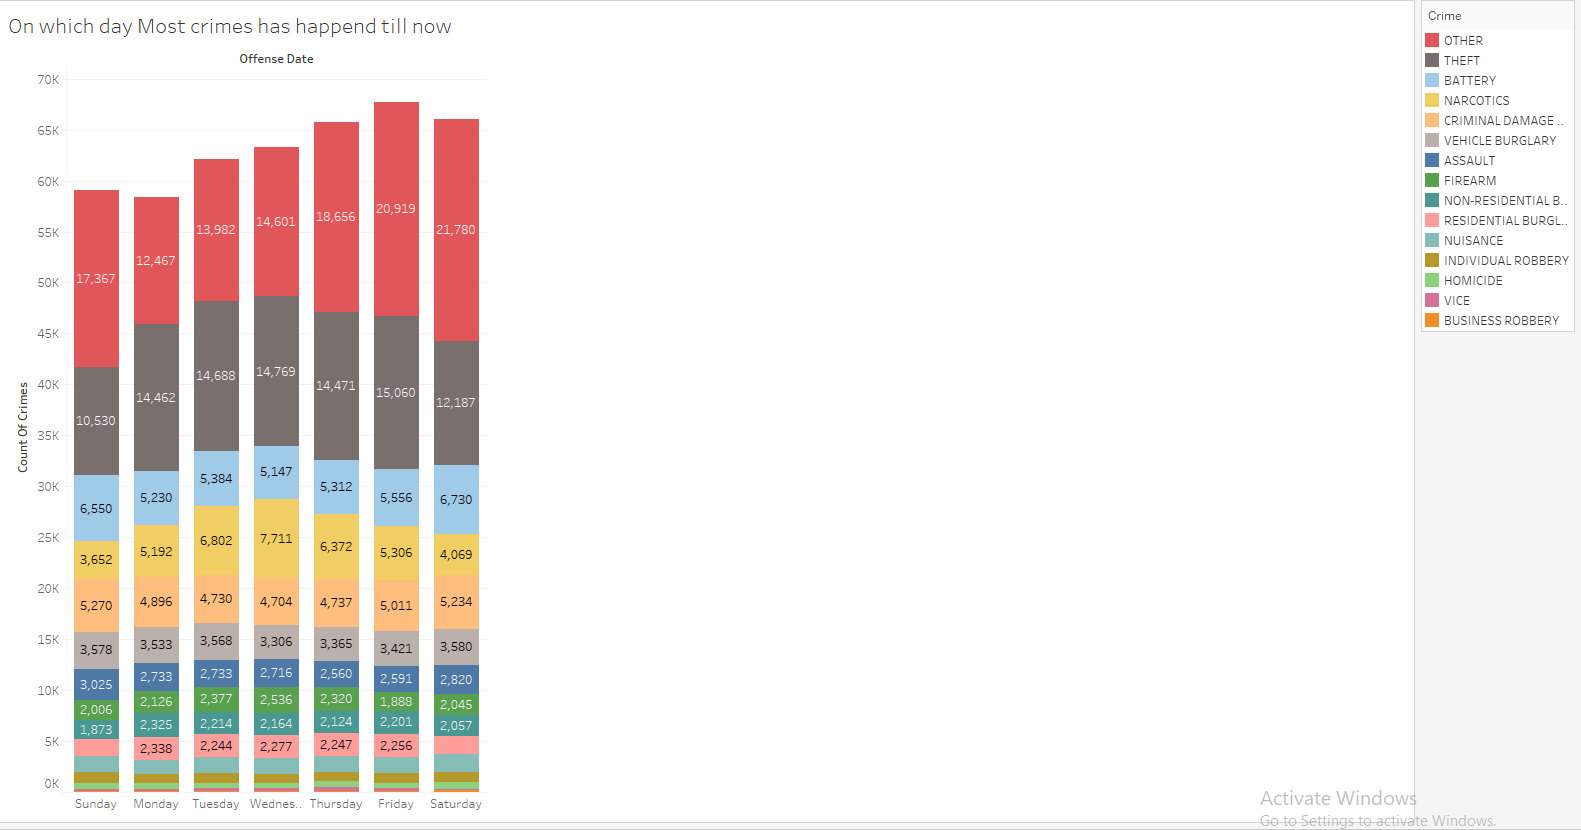 On which day Most crimes has happend till now
Offense Date
Count Of Crimes
70K
65K
60K
55K
50K
45K
40K
35K
30K
25K
20K
15K
10K
5K
0K
17,367
10,530
6,550
3,652
5,270
3,578
3,025
2,006
1,873
12,467
14,462
5,230
5,192
4,896
3,533
2,733
2,126
2,325
2,338
13,982
14,688
5,384
6,802
4,730
3,568
2,733
2,377
2,214
2,244
14,601
14,769
5,147
7,711
4,704
3,306
2,716
2,536
2,164
2,277
18,656
14,471
5,312
6,372
4,737
3,365
2,560
2,320
2,124
2,247
20,919
15,060
5,556
5,306
5,011
3,421
2,591
1,888
2,201
2,256
21,780
12,187
6,730
4,069
5,234
3,580
2,820
2,045
2,057
Sunday Monday Tuesday Wednes.. Thursday Friday Saturday
Crime
OTHER
THEFT
BATTERY
NARCOTICS
CRIMINAL DAMAGE ..
VEHICLE BURGLARY
ASSAULT
FIREARM
NON-RESIDENTIAL B..
RESIDENTIAL BURGL..
NUISANCE
INDIVIDUAL ROBBERY
HOMICIDE
VICE
BUSINESS ROBBERY
Activate Windows
Go to Settings to activate Windows.